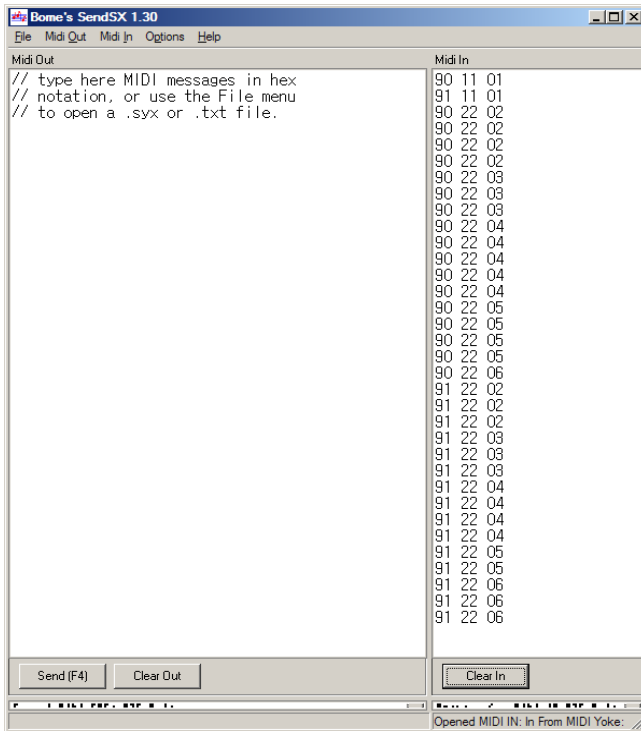 Bome's SendSX 1.30
File Midi Out Midi In Options Help
Midi Out
// type here MIDI messages in hex
// notation, or use the File menu
// to open a .syx or .txt file.
Send (F4) Clear Out
Midi In
90 11 01
91 11 01
90 22 02
90 22 02
90 22 02
90 22 02
90 22 03
90 22 03
90 22 03
90 22 04
90 22 04
90 22 04
90 22 04
90 22 04
90 22 05
90 22 05
90 22 05
90 22 05
90 22 06
91 22 02
91 22 02
91 22 02
91 22 03
91 22 03
91 22 03
91 22 04
91 22 04
91 22 04
91 22 04
91 22 05
91 22 05
91 22 06
91 22 06
91 22 06
Clear In
Opened MIDI IN: In From MIDI Yoke: